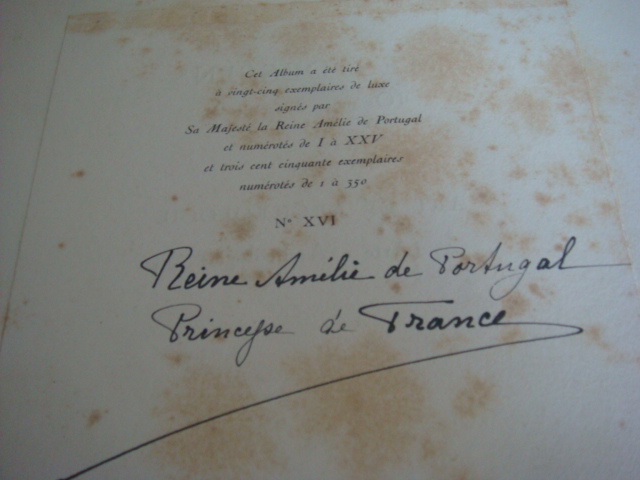 Cet Album a été tiré
à vingt-cinq exemplaires de luxe
signés par
Sa Majesté la Reine Amélie de Portugal
et numérotés de I à XXV
et trois cent cinquante exemplaires
numérotés de 1 à 350
N° XVI
Reine Amélie de Portugal
Princesse de France